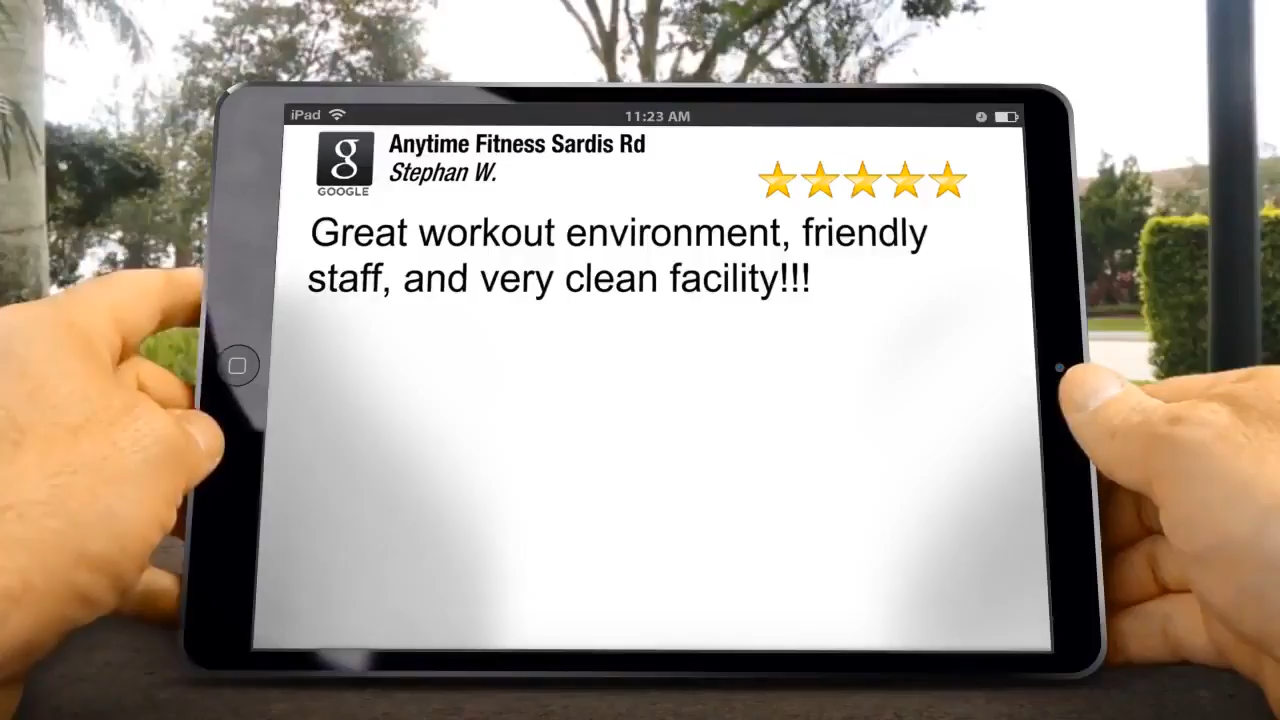 iPad 11:23 AM
g
GOOGLE
Anytime Fitness Sardis Rd
Stephan W.
Great workout environment, friendly
staff, and very clean facility!!!